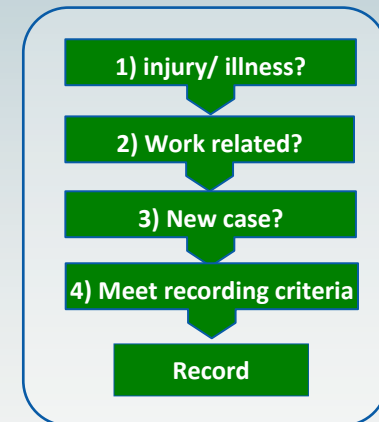 1) injury/ illness?
2) Work related?
3) New case?
4) Meet recording criteria
Record